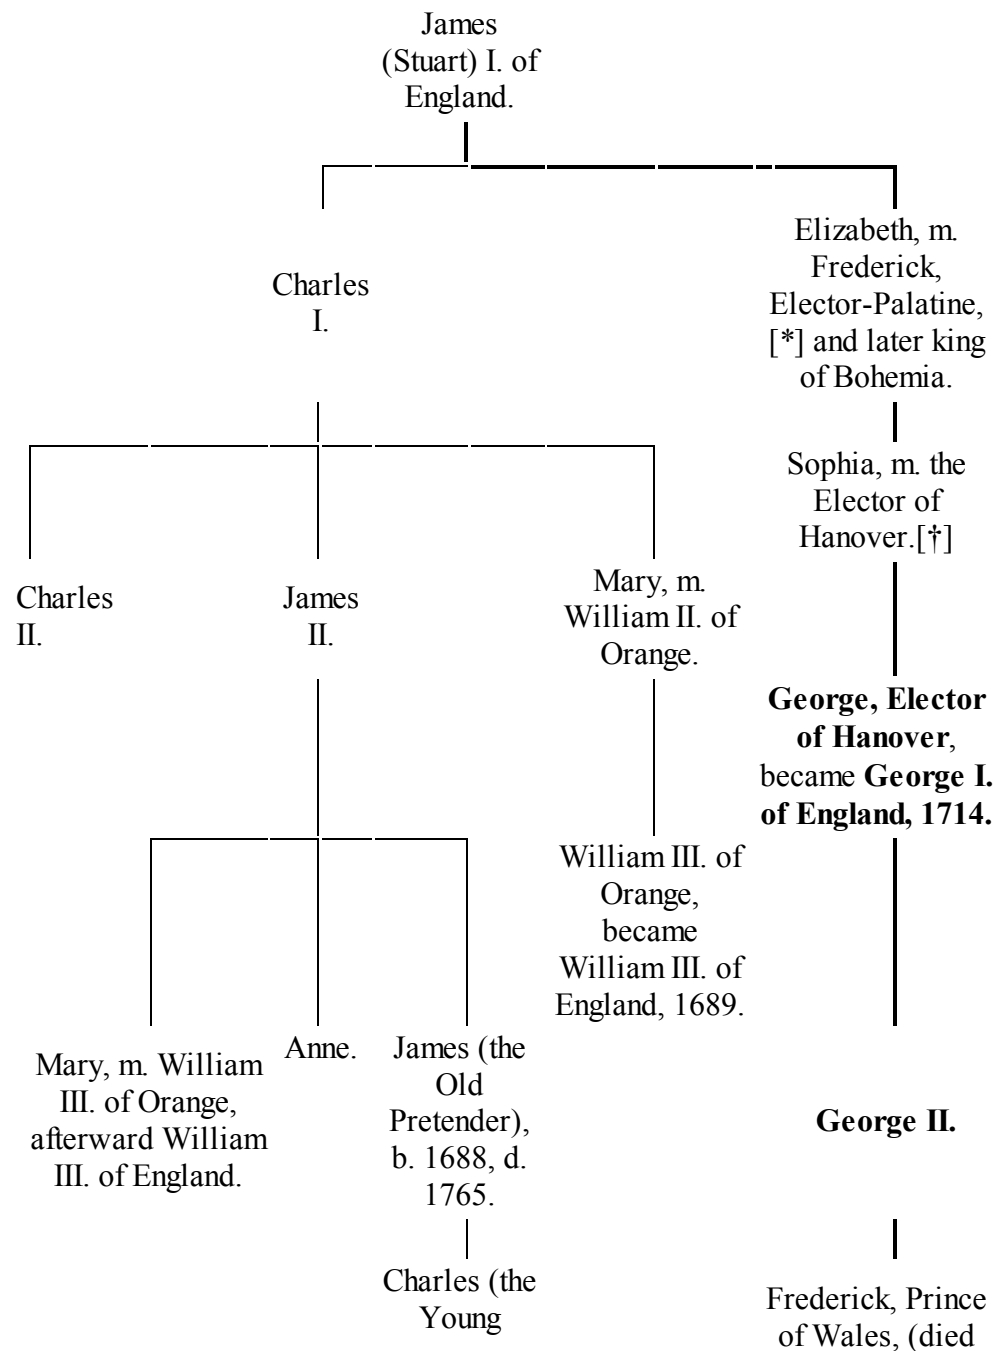 James
(Stuart) I. of
England.
Charles
I.
Elizabeth, m.
Frederick,
Elector-Palatine,
[*] and later king
of Bohemia.
Sophia, m. the
Elector of
Hanover.[†]
Charles
II.
James
II.
Mary, m.
William II. of
Orange.
George, Elector
of Hanover,
became George I.
of England, 1714.
William III. of
Orange,
became
William III. of
England, 1689.
Mary, m. William
III. of Orange,
afterward William
III. of England.
Anne.
James (the
Old
Pretender),
b. 1688, d.
1765.
George II.
Charles (the
Young
Frederick, Prince
of Wales, (died